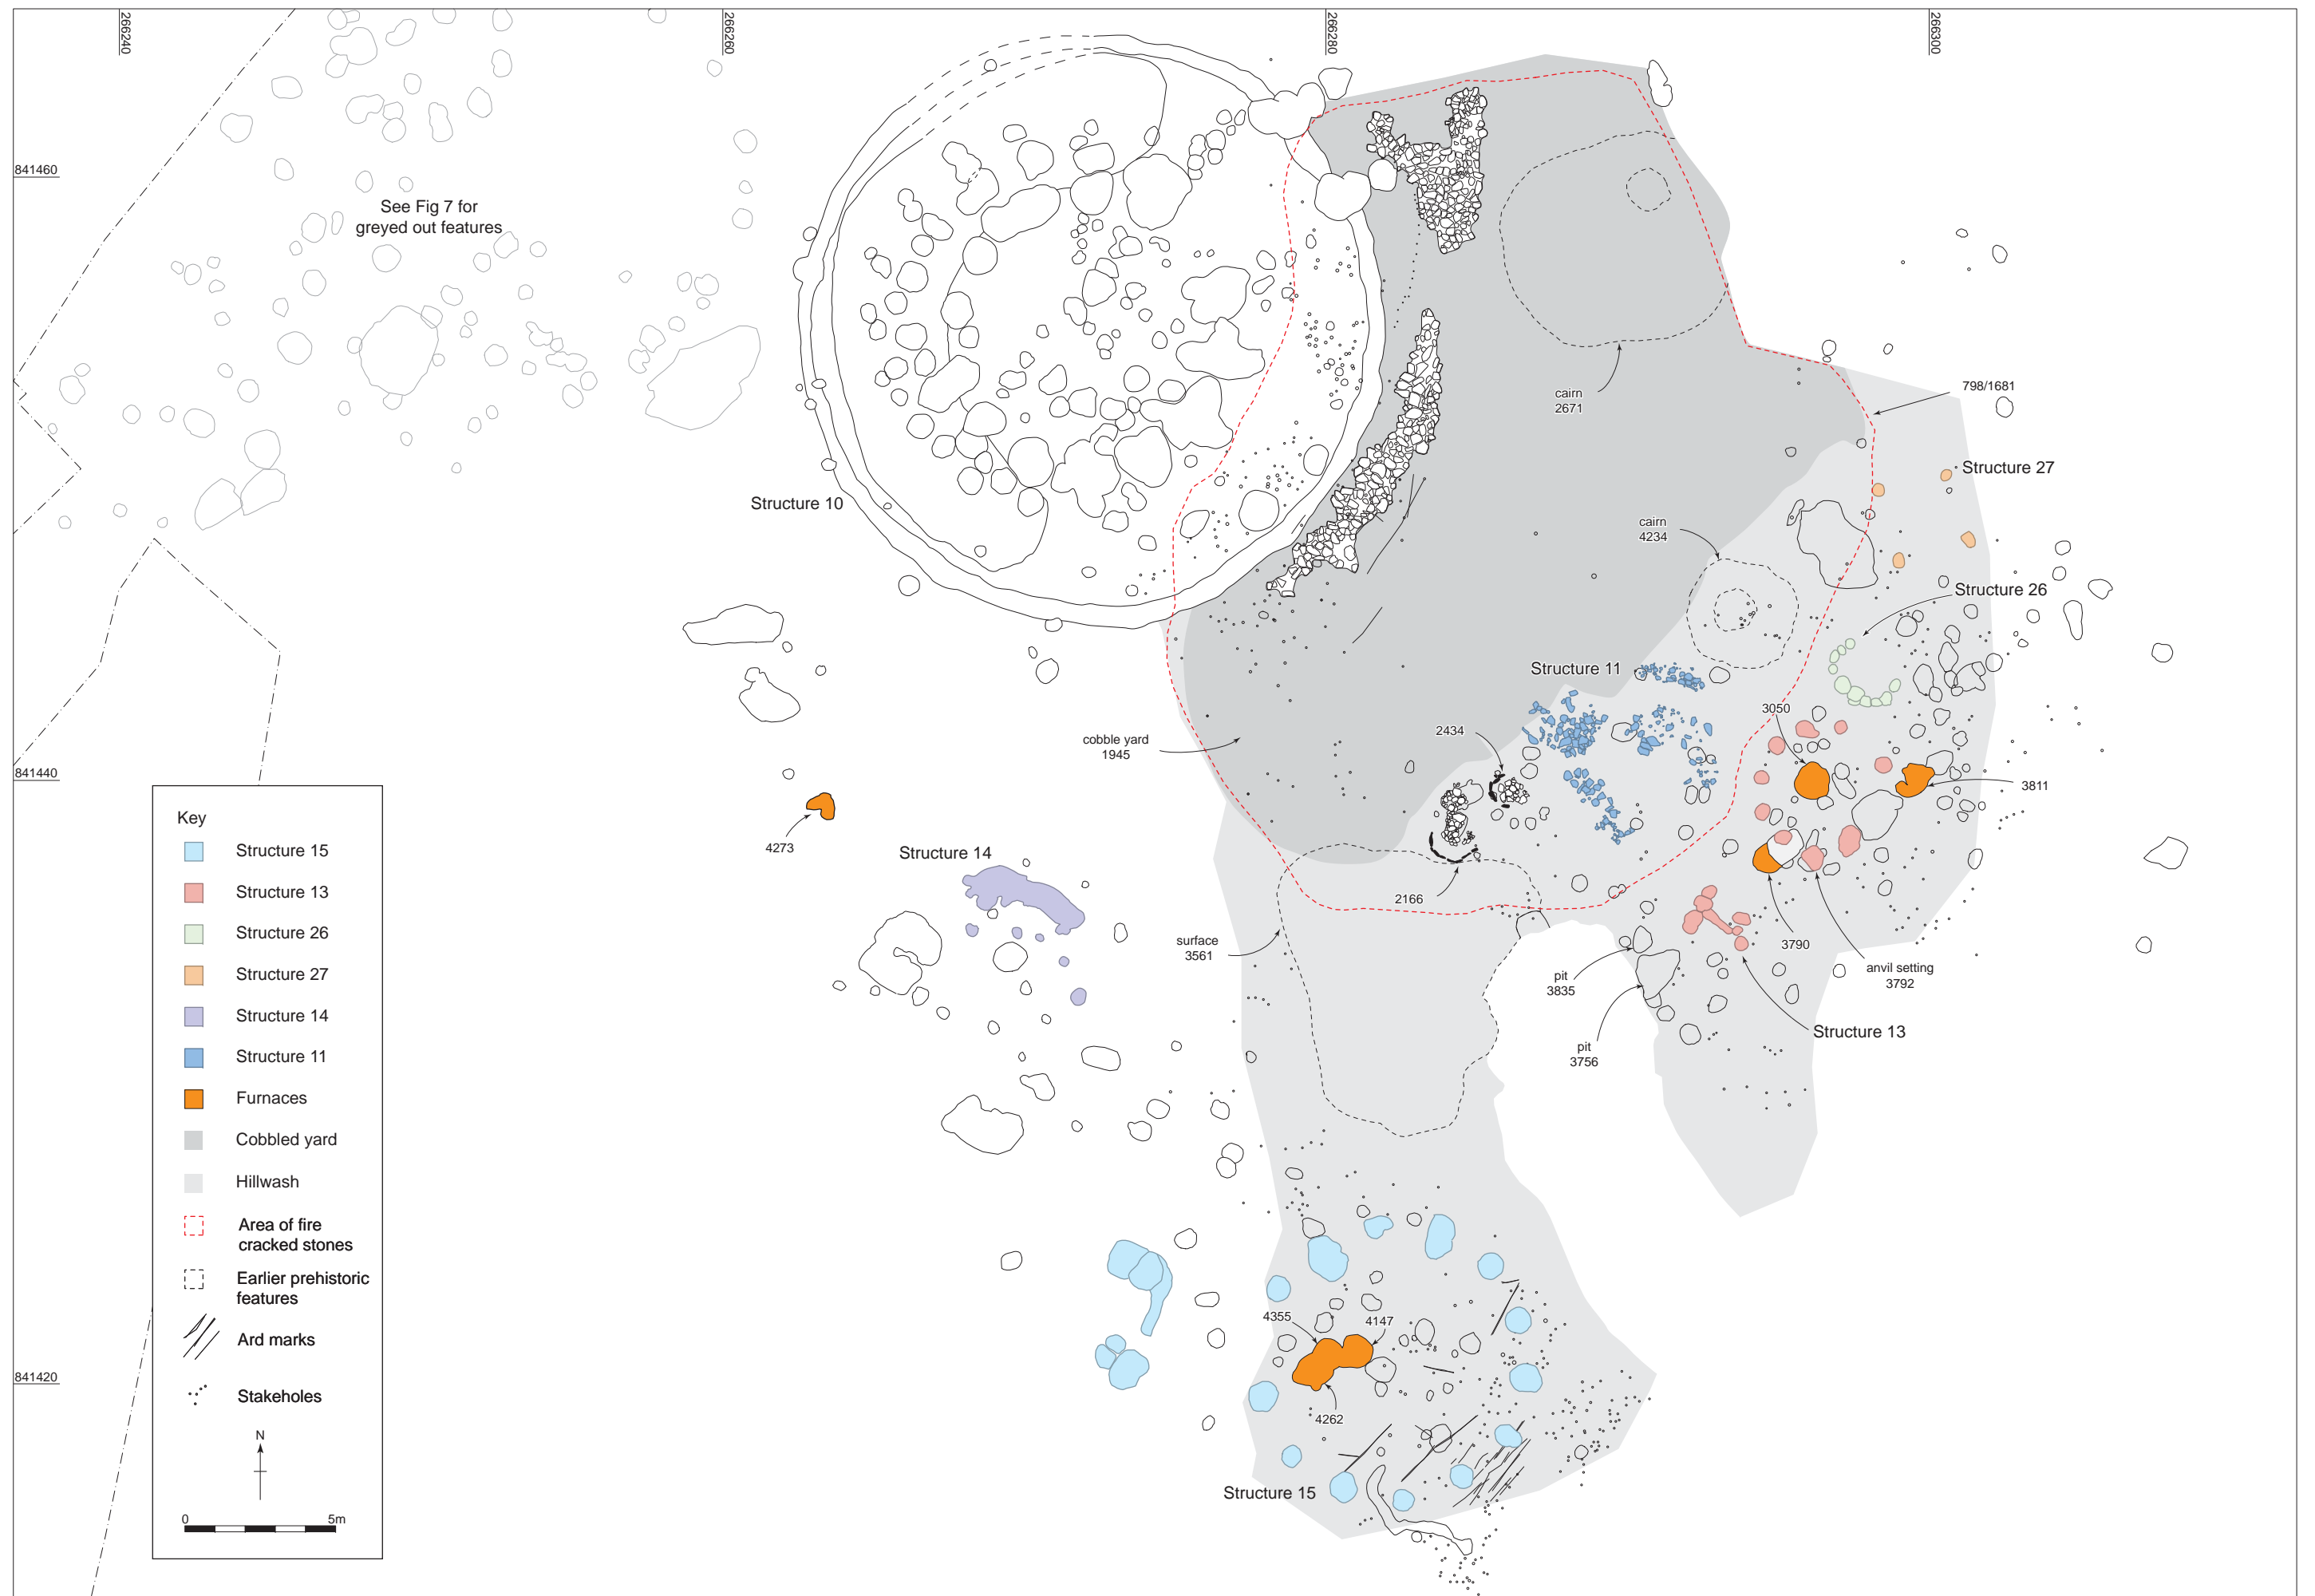 266240
266260
266280
266300
841460
See Fig 7 for
greyed out features
cairn
2671
798/1681
Structure 27
Structure 10
cairn
4234
Structure 26
Structure 11
3050
2434
cobble yard
1945
841440
3811
4273
Structure 14
2166
surface
3561
3790
anvil setting
3792
pit
3835
Structure 13
pit
3756
4355
4147
841420
4262
Structure 15
Key
Structure 15
Structure 13
Structure 26
Structure 27
Structure 14
Structure 11
Furnaces
Cobbled yard
Hillwash
Area of fire
cracked stones
Earlier prehistoric
features
Ard marks
Stakeholes
N
0 5m